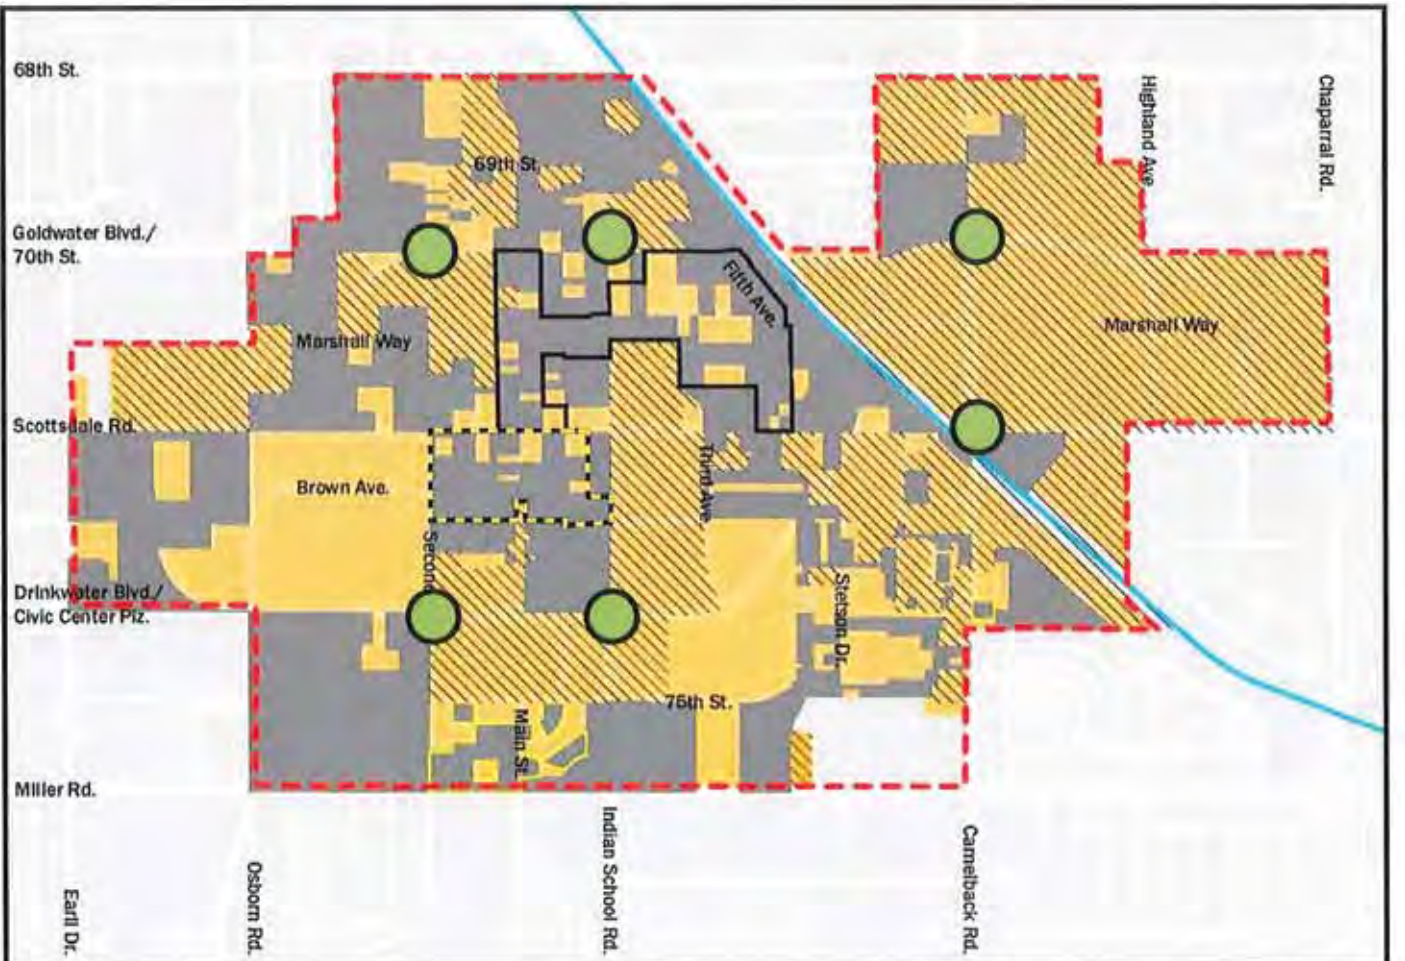 68th St.
Highland Ave.
Chaparral Rd.
69th St.
Goldwater Blvd./
70th St.
Fifth Ave.
Marshall Way
Marshall Way
Scottsdale Rd.
Third Ave.
Brown Ave.
Second
Stetson Dr.
Drinkwater Blvd./
Civic Center Plz.
75th St.
Main St.
Miller Rd.
Indian School Rd.
Camelback Rd.
Osborn Rd.
Earll Dr.